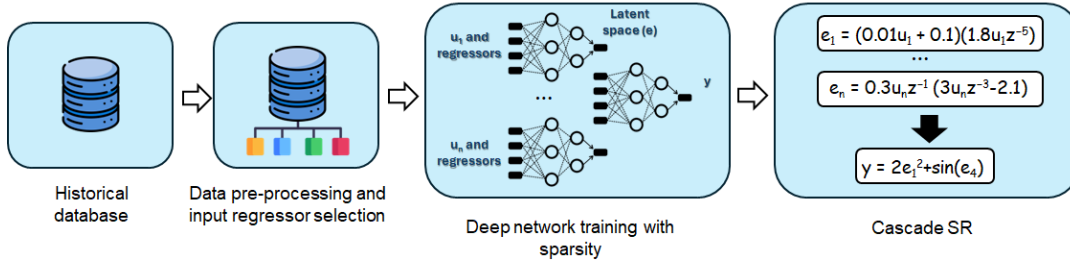 u₁ and
regressors
Latent
space (e)
...
y
uₙ and
regressors
e₁ = (0.01u₁ + 0.1)(1.8u₁z⁻⁵)
...
eₙ = 0.3uₙz⁻¹ (3uₙz⁻³-2.1)
y = 2e₁²+sin(e₄)
Historical
database
Data pre-processing and
input regressor selection
Deep network training with
sparsity
Cascade SR